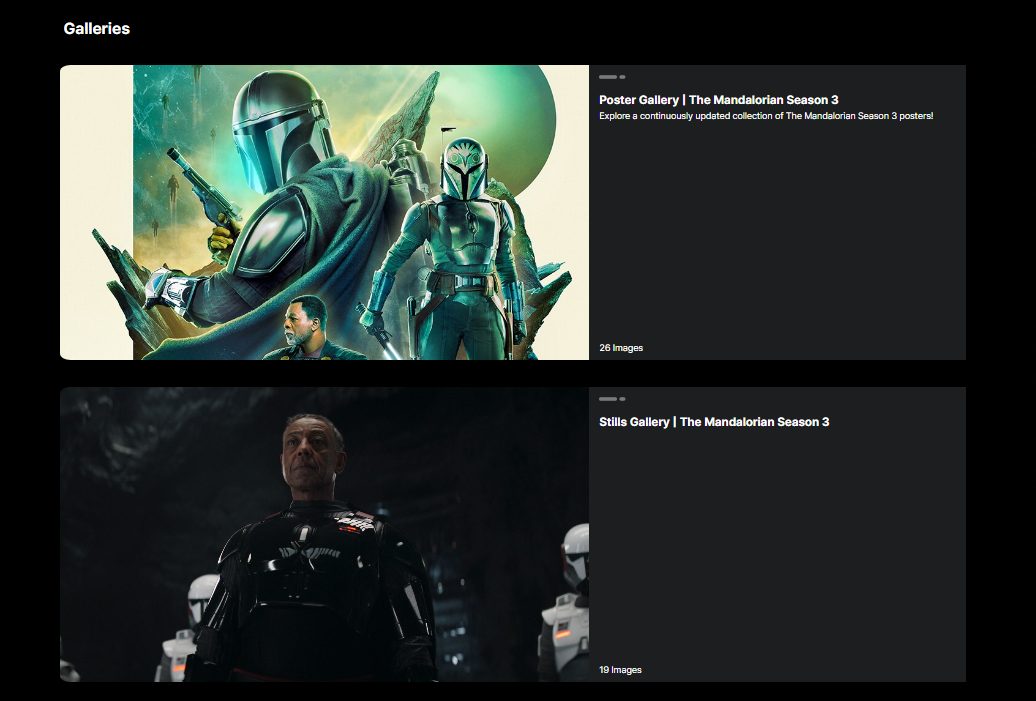 Galleries
Poster Gallery | The Mandalorian Season 3
Explore a continuously updated collection of The Mandalorian Season 3 posters!
26 Images
Stills Gallery | The Mandalorian Season 3
19 Images